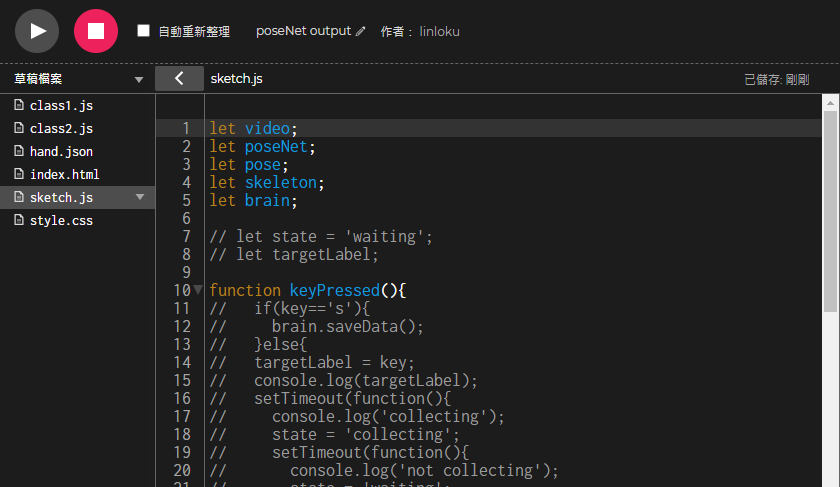 自動重新整理 poseNet output 作者： linloku
草稿檔案 sketch.js 已儲存: 剛剛
class1.js
class2.js
hand.json
index.html
sketch.js
style.css
1 let video;
2 let poseNet;
3 let pose;
4 let skeleton;
5 let brain;
6
7 // let state = 'waiting';
8 // let targetLabel;
9
10 function keyPressed(){
11 //   if(key=='s'){
12 //     brain.saveData();
13 //   }else{
14 //   targetLabel = key;
15 //   console.log(targetLabel);
16 //   setTimeout(function(){
17 //     console.log('collecting');
18 //     state = 'collecting';
19 //     setTimeout(function(){
20 //       console.log('not collecting');
21 //       state = 'waiting';